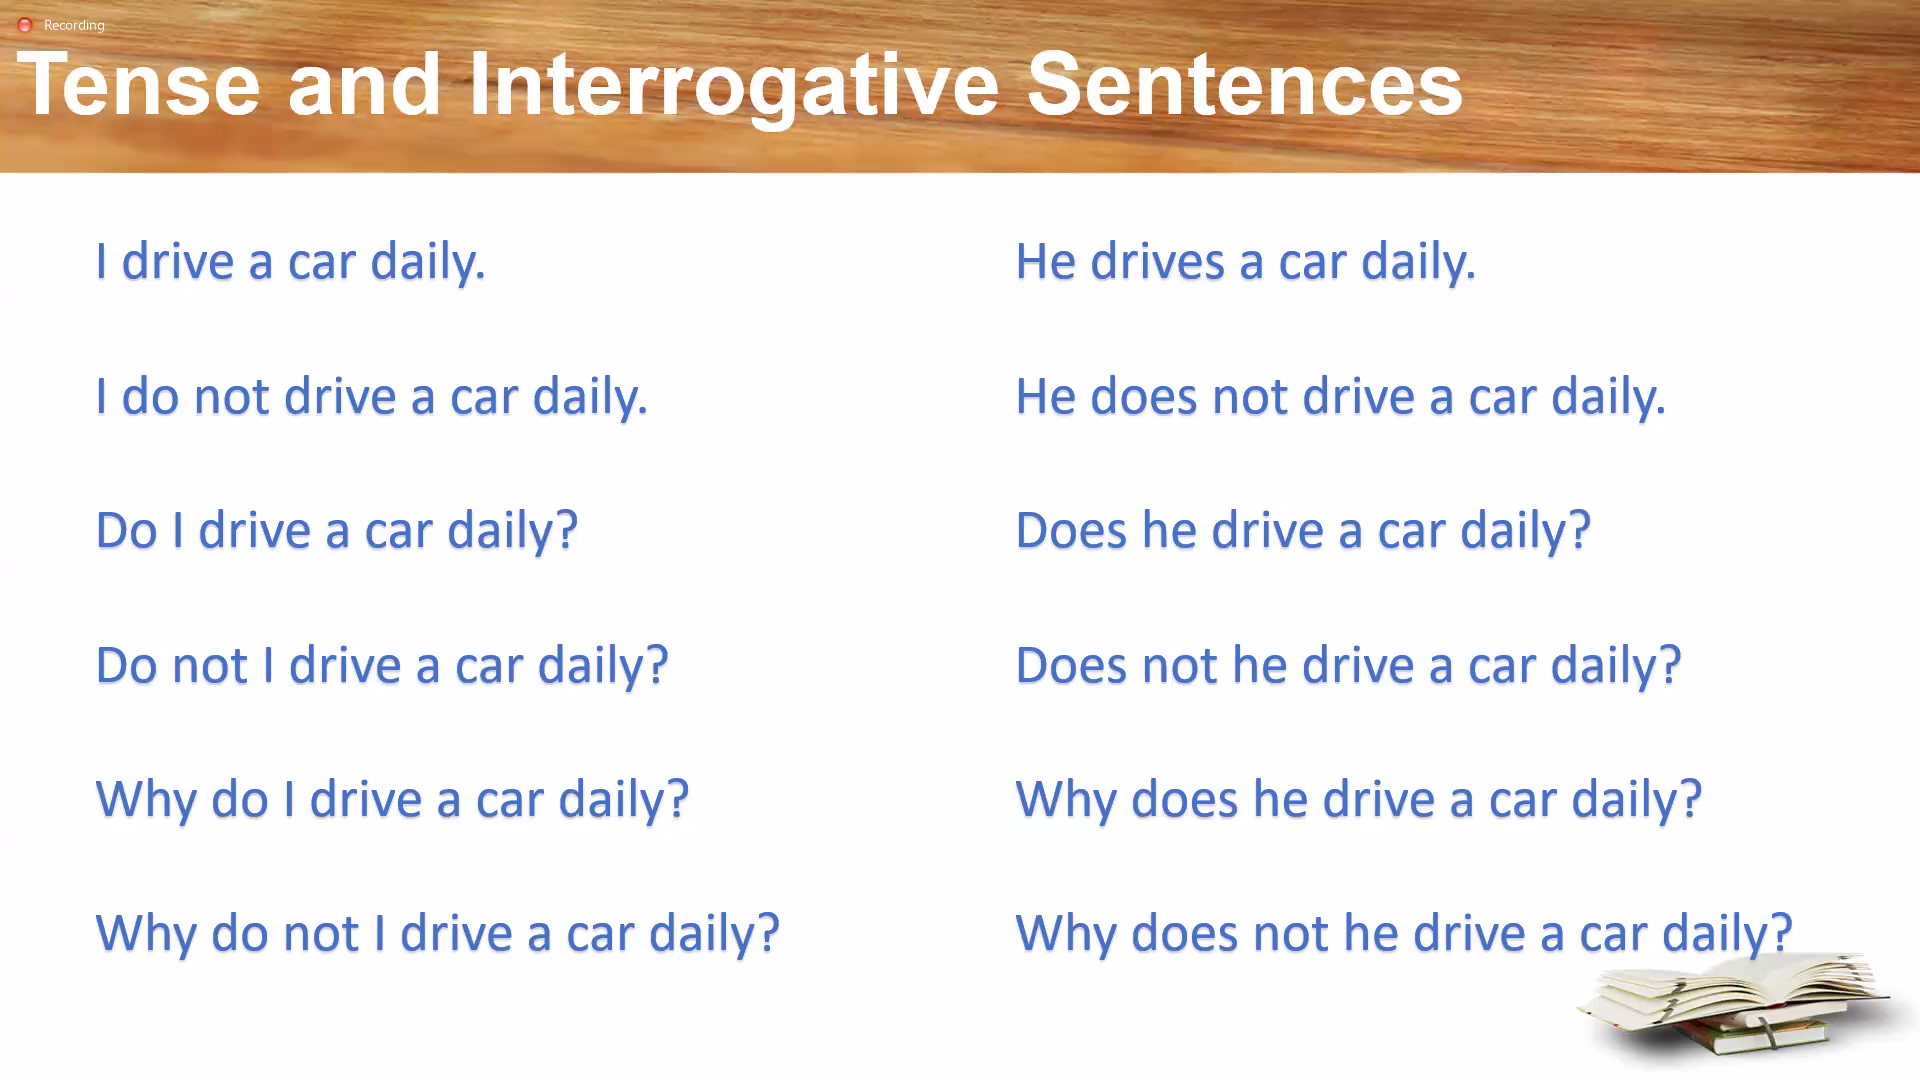 Recording
Tense and Interrogative Sentences
I drive a car daily.
I do not drive a car daily.
Do I drive a car daily?
Do not I drive a car daily?
Why do I drive a car daily?
Why do not I drive a car daily?
He drives a car daily.
He does not drive a car daily.
Does he drive a car daily?
Does not he drive a car daily?
Why does he drive a car daily?
Why does not he drive a car daily?